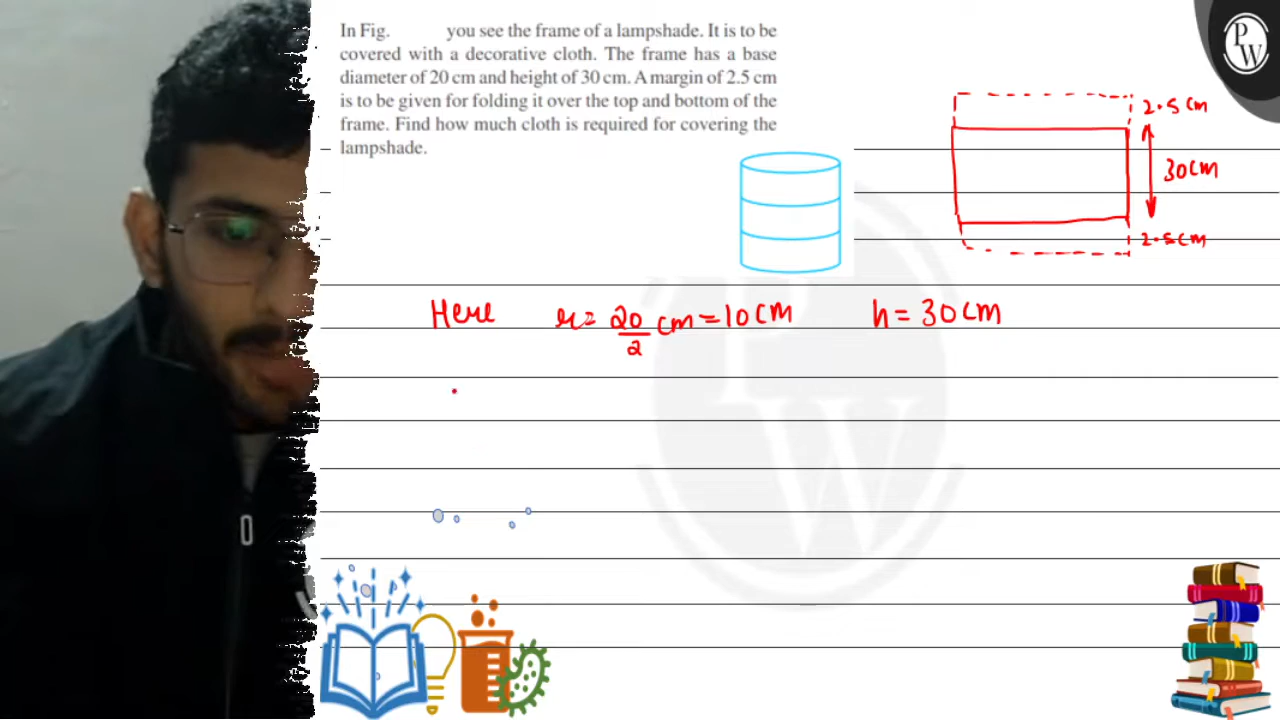 In Fig. you see the frame of a lampshade. It is to be
covered with a decorative cloth. The frame has a base
diameter of 20 cm and height of 30 cm. A margin of 2.5 cm
is to be given for folding it over the top and bottom of the
frame. Find how much cloth is required for covering the
lampshade.
P
W
2.5 cm
30cm
2.5cm
Here r = 20/2 cm = 10 cm h = 30 cm
P
W